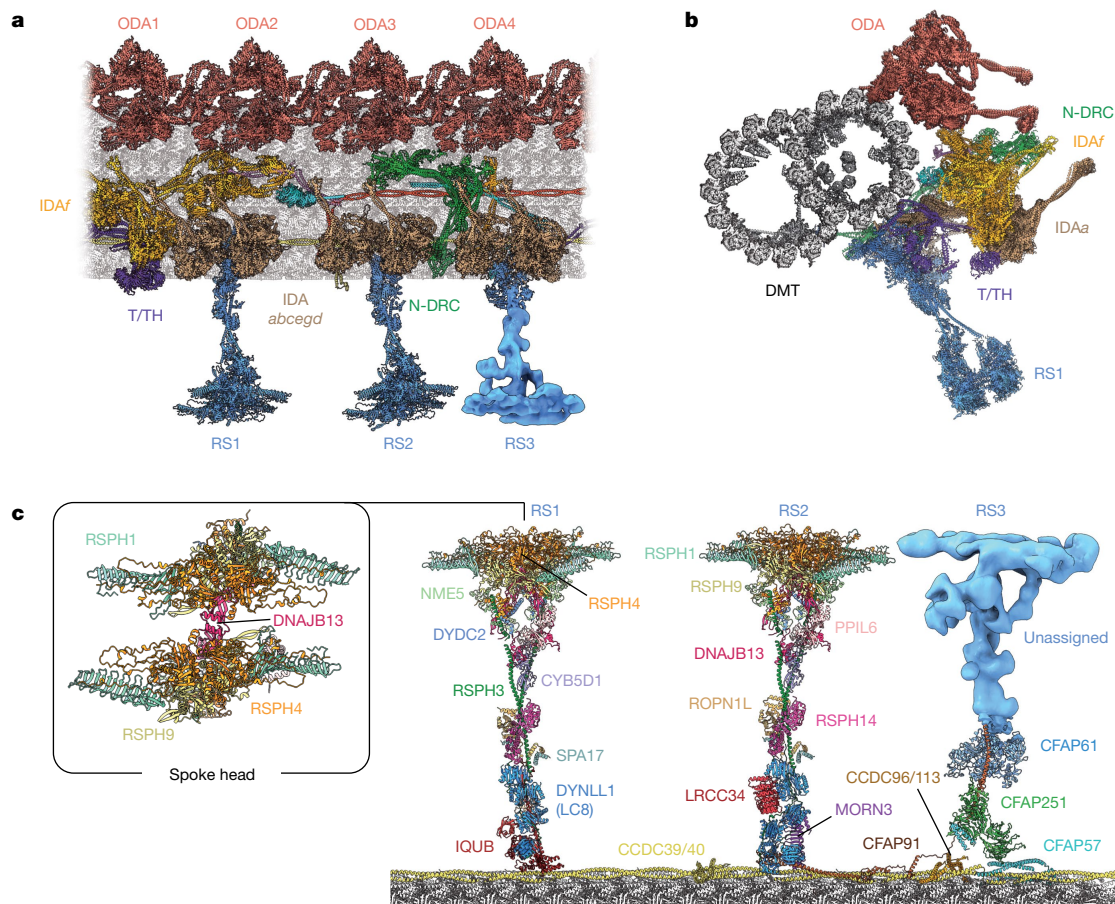 a
ODA1 ODA2 ODA3 ODA4
IDAf
T/TH
IDA
abcegd
N-DRC
RS1 RS2 RS3
b
ODA
N-DRC
IDAf
IDAa
DMT
T/TH
RS1
c
RSPH1
DNAJB13
RSPH4
RSPH9
Spoke head
RS1 RS2 RS3
RSPH1
NME5
RSPH9
RSPH4
DYDC2
PPIL6
Unassigned
DNAJB13
CYB5D1
RSPH3
ROPN1L
RSPH14
SPA17
CFAP61
CCDC96/113
DYNLL1
(LC8)
LRCC34
MORN3
CFAP251
IQUB
CCDC39/40
CFAP91
CFAP57